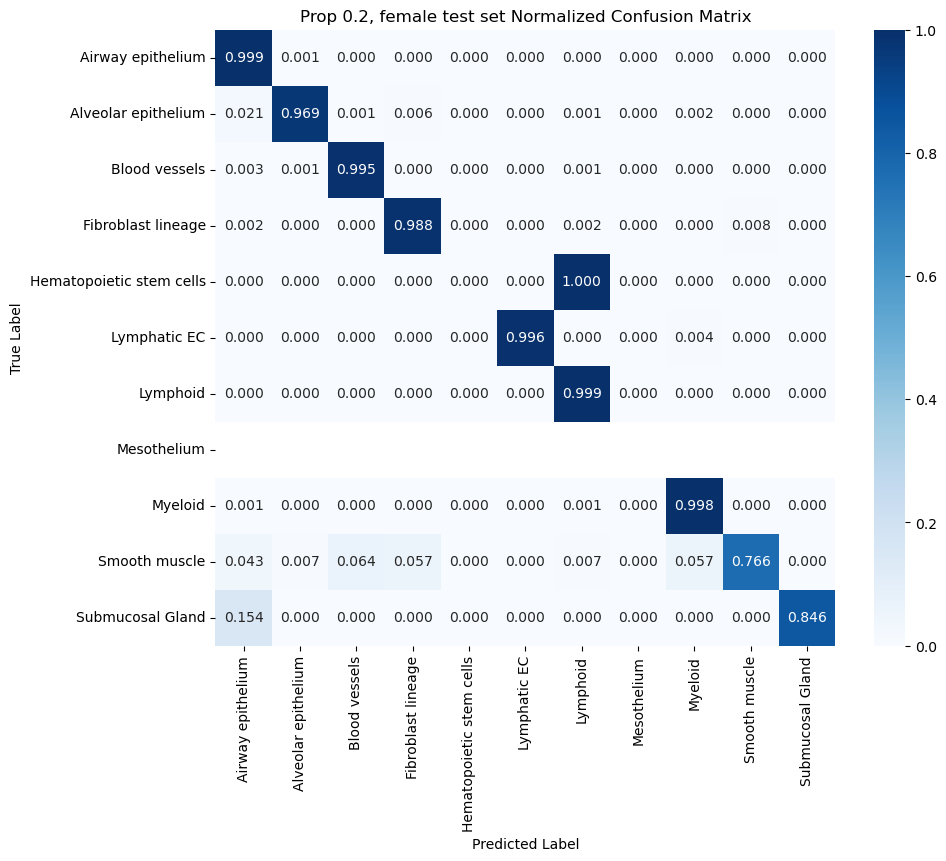 Prop 0.2, female test set Normalized Confusion Matrix
True Label
Airway epithelium 0.999 0.001 0.000 0.000 0.000 0.000 0.000 0.000 0.000 0.000 0.000
Alveolar epithelium 0.021 0.969 0.001 0.006 0.000 0.000 0.001 0.000 0.002 0.000 0.000
Blood vessels 0.003 0.001 0.995 0.000 0.000 0.000 0.001 0.000 0.000 0.000 0.000
Fibroblast lineage 0.002 0.000 0.000 0.988 0.000 0.000 0.002 0.000 0.000 0.008 0.000
Hematopoietic stem cells 0.000 0.000 0.000 0.000 0.000 0.000 1.000 0.000 0.000 0.000 0.000
Lymphatic EC 0.000 0.000 0.000 0.000 0.000 0.996 0.000 0.000 0.004 0.000 0.000
Lymphoid 0.000 0.000 0.000 0.000 0.000 0.000 0.999 0.000 0.000 0.000 0.000
Mesothelium
Myeloid 0.001 0.000 0.000 0.000 0.000 0.000 0.001 0.000 0.998 0.000 0.000
Smooth muscle 0.043 0.007 0.064 0.057 0.000 0.000 0.007 0.000 0.057 0.766 0.000
Submucosal Gland 0.154 0.000 0.000 0.000 0.000 0.000 0.000 0.000 0.000 0.000 0.846
Airway epithelium
Alveolar epithelium
Blood vessels
Fibroblast lineage
Hematopoietic stem cells
Lymphatic EC
Lymphoid
Mesothelium
Myeloid
Smooth muscle
Submucosal Gland
Predicted Label
1.0
0.8
0.6
0.4
0.2
0.0